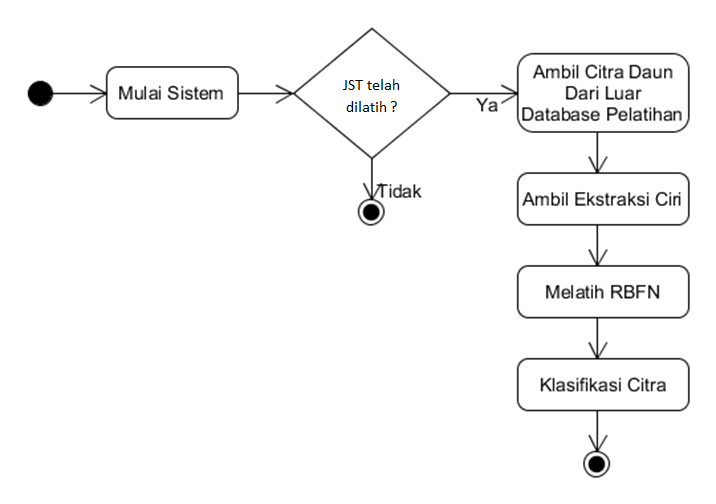 Mulai Sistem
JST telah
dilatih ?
Ya
Tidak
Ambil Citra Daun
Dari Luar
Database Pelatihan
Ambil Ekstraksi Ciri
Melatih RBFN
Klasifikasi Citra